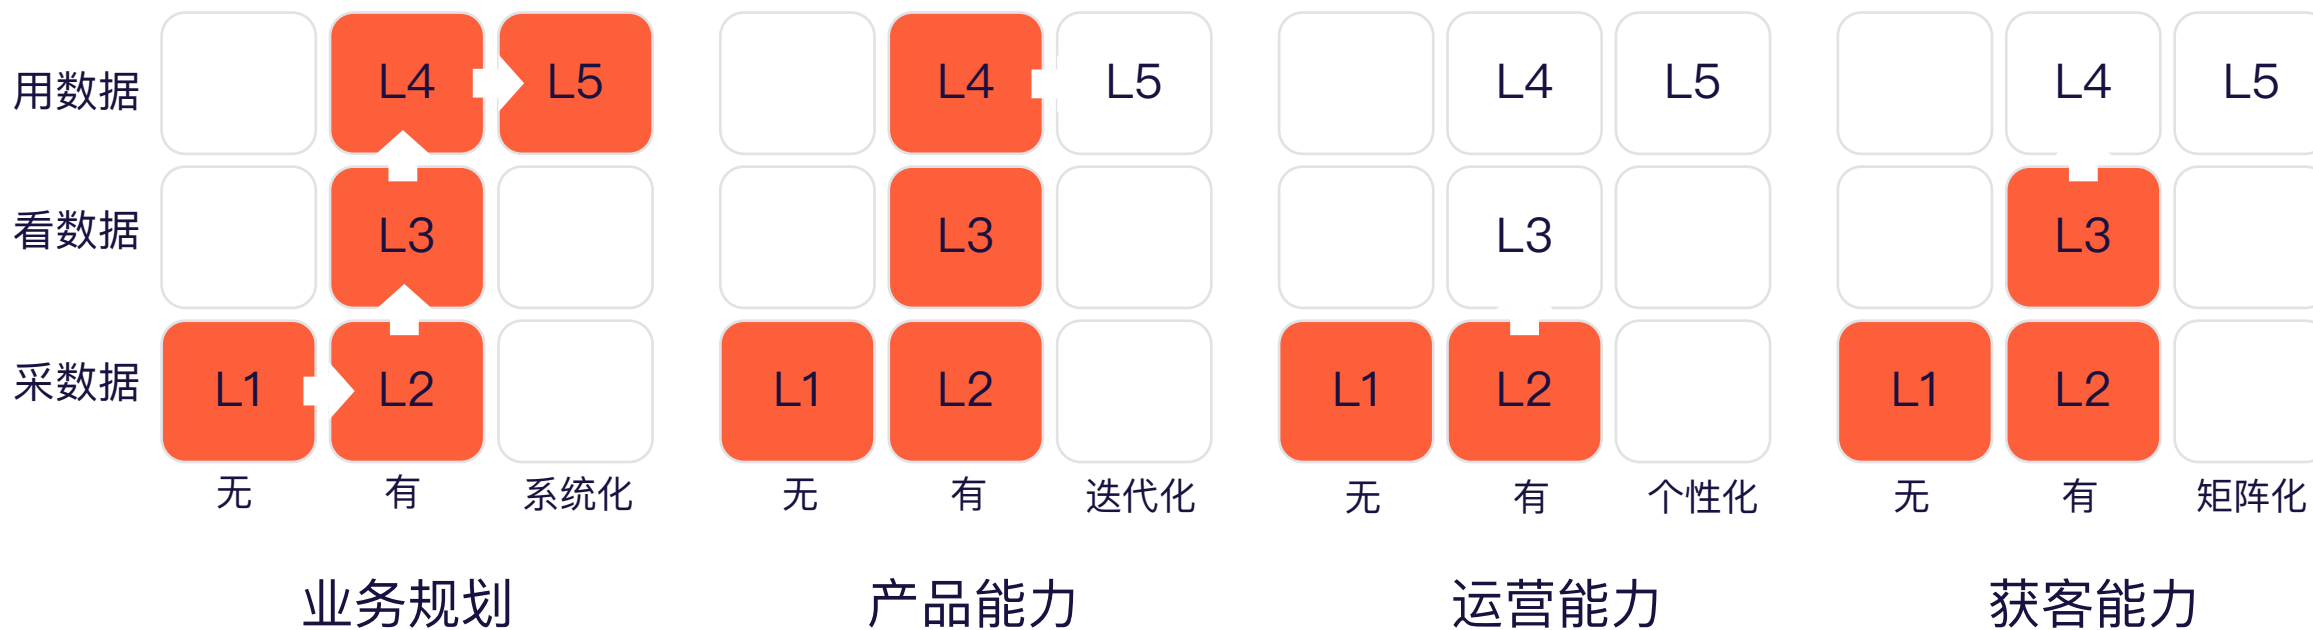 用数据
L4
L5
L4
L5
L4
L5
L4
L5
看数据
L3
L3
L3
L3
采数据
L1
L2
L1
L2
L1
L2
L1
L2
无
有
系统化
无
有
迭代化
无
有
个性化
无
有
矩阵化
业务规划
产品能力
运营能力
获客能力